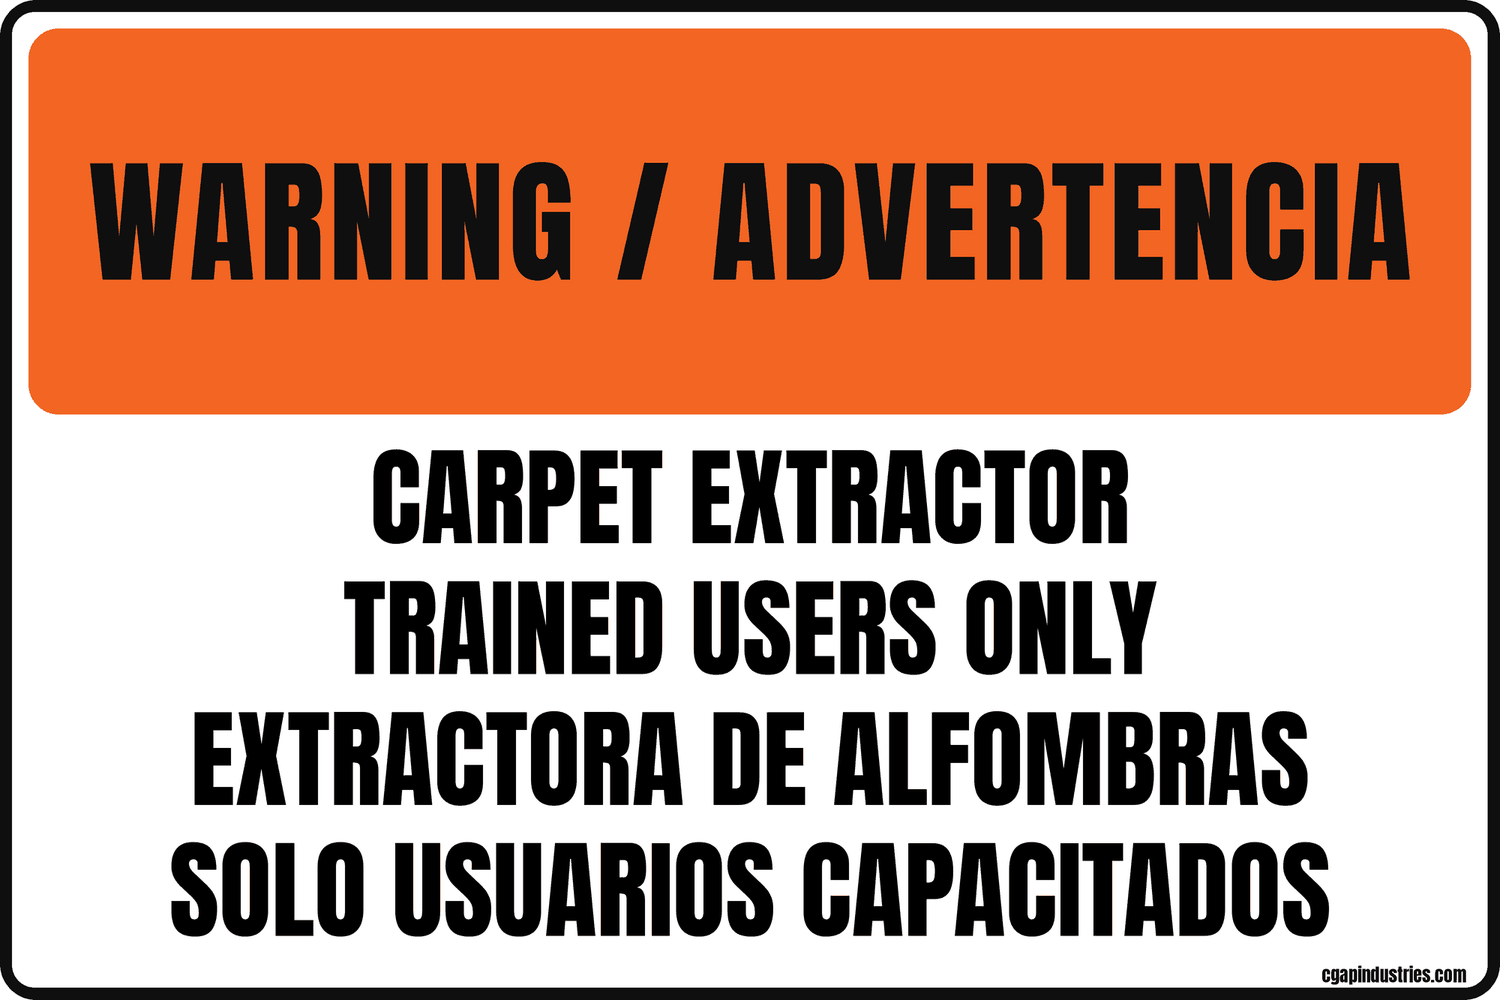 WARNING / ADVERTENCIA
CARPET EXTRACTOR
TRAINED USERS ONLY
EXTRACTORA DE ALFOMBRAS
SOLO USUARIOS CAPACITADOS
cgapindustries.com